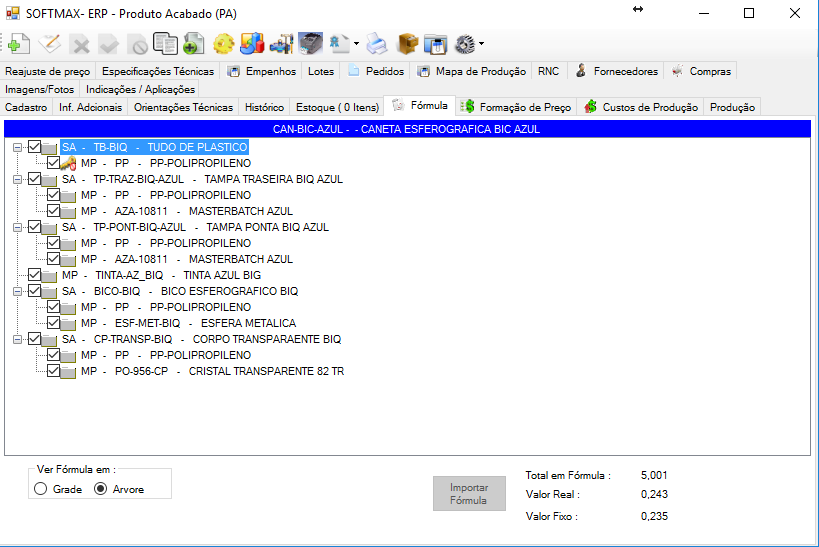 SOFTMAX- ERP - Produto Acabado (PA)
Reajuste de preço Especificações Técnicas Empenhos Lotes Pedidos Mapa de Produção RNC Fornecedores Compras
Imagens/Fotos Indicações / Aplicações
Cadastro Inf. Adcionais Orientações Técnicas Histórico Estoque ( 0 Itens) Fórmula Formação de Preço Custos de Produção Produção
CAN-BIC-AZUL - - CANETA ESFEROGRAFICA BIC AZUL
SA - TB-BIQ - TUDO DE PLASTICO
MP - PP - PP-POLIPROPILENO
SA - TP-TRAZ-BIQ-AZUL - TAMPA TRASEIRA BIQ AZUL
MP - PP - PP-POLIPROPILENO
MP - AZA-10811 - MASTERBATCH AZUL
SA - TP-PONT-BIQ-AZUL - TAMPA PONTA BIQ AZUL
MP - PP - PP-POLIPROPILENO
MP - AZA-10811 - MASTERBATCH AZUL
MP - TINTA-AZ_BIQ - TINTA AZUL BIG
SA - BICO-BIQ - BICO ESFEROGRAFICO BIQ
MP - PP - PP-POLIPROPILENO
MP - ESF-MET-BIQ - ESFERA METALICA
SA - CP-TRANSP-BIQ - CORPO TRANSPARAENTE BIQ
MP - PP - PP-POLIPROPILENO
MP - PO-956-CP - CRISTAL TRANSPARENTE 82 TR
Ver Fórmula em :
Grade Arvore
Importar
Fórmula
Total em Fórmula : 5,001
Valor Real : 0,243
Valor Fixo : 0,235